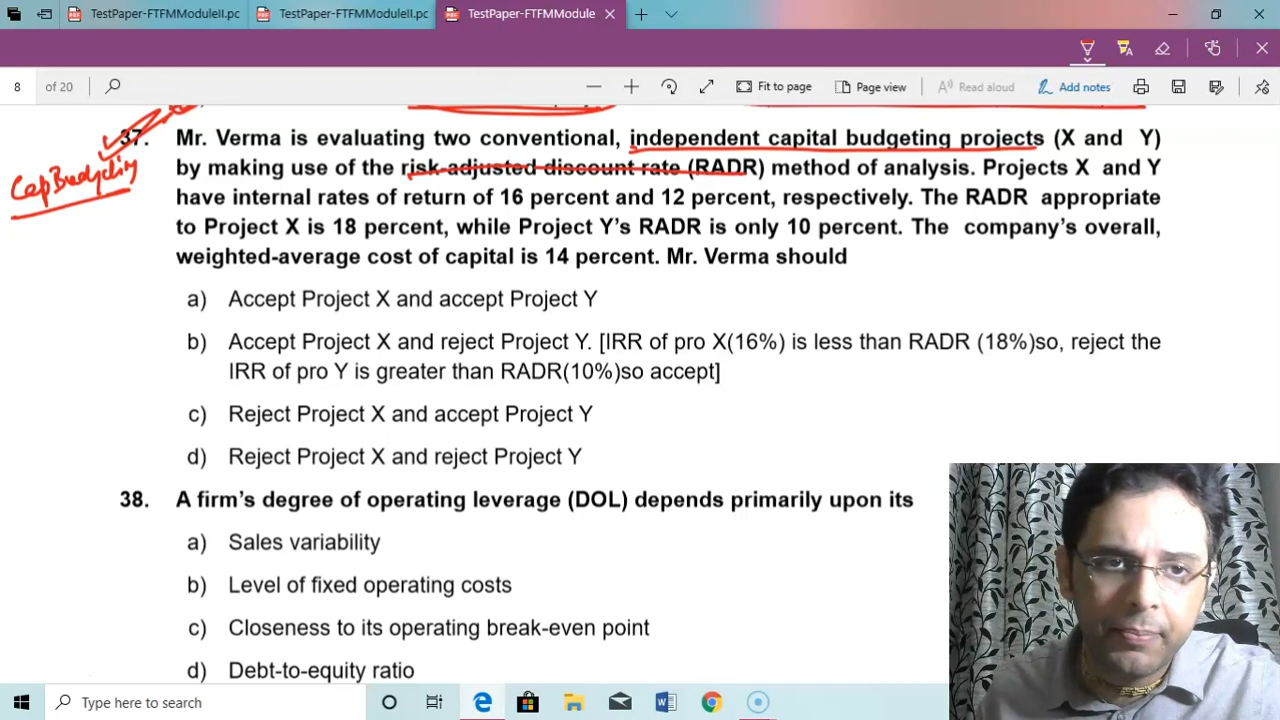 TestPaper-FTFMModuleII.pc
TestPaper-FTFMModuleII.pc
TestPaper-FTFMModule
8 of 20
Fit to page
Page view
Read aloud
Add notes
37. Mr. Verma is evaluating two conventional, independent capital budgeting projects (X and Y)
by making use of the risk-adjusted discount rate (RADR) method of analysis. Projects X and Y
have internal rates of return of 16 percent and 12 percent, respectively. The RADR appropriate
to Project X is 18 percent, while Project Y's RADR is only 10 percent. The company's overall,
weighted-average cost of capital is 14 percent. Mr. Verma should
a) Accept Project X and accept Project Y
b) Accept Project X and reject Project Y. [IRR of pro X(16%) is less than RADR (18%)so, reject the
IRR of pro Y is greater than RADR(10%)so accept]
c) Reject Project X and accept Project Y
d) Reject Project X and reject Project Y
38. A firm's degree of operating leverage (DOL) depends primarily upon its
a) Sales variability
b) Level of fixed operating costs
c) Closeness to its operating break-even point
d) Debt-to-equity ratio
Type here to search